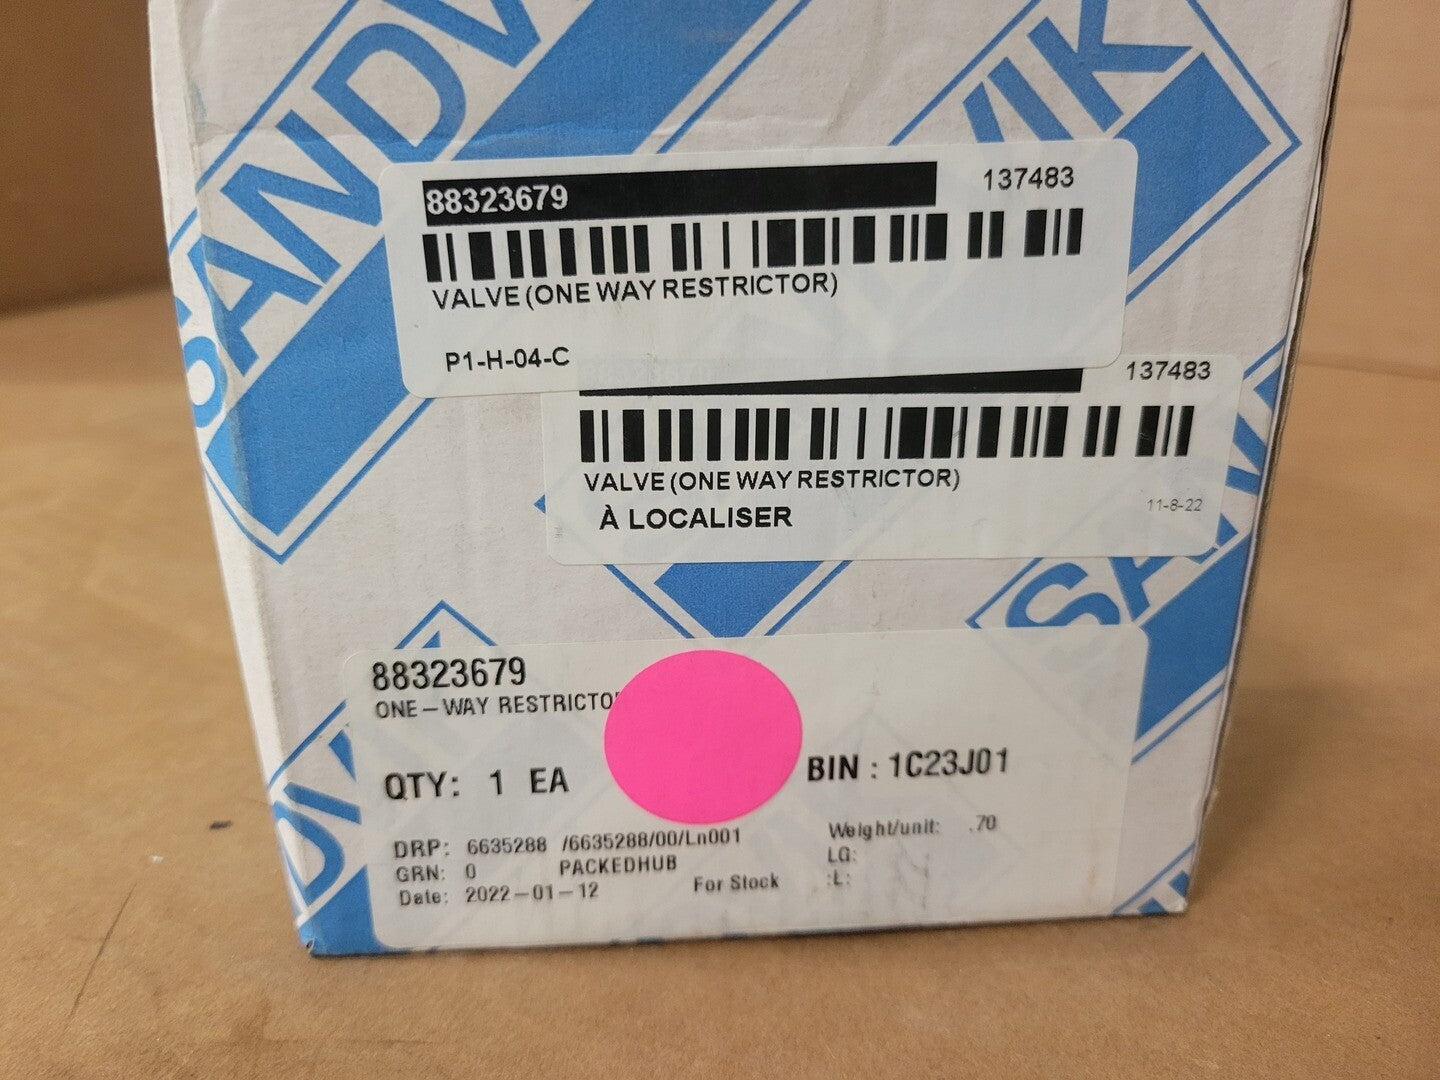 SANDV
VIK
88323679
137483
VALVE (ONE WAY RESTRICTOR)
P1-H-04-C
137483
VALVE (ONE WAY RESTRICTOR)
À LOCALISER
11-8-22
SANDV
88323679
ONE-WAY RESTRICTO
QTY: 1 EA
BIN : 1C23J01
DRP: 6635288 /6635288/00/Ln001
Weight/unit: .70
GRN: 0 PACKEDHUB
LG:
Date: 2022-01-12 For Stock
:L: